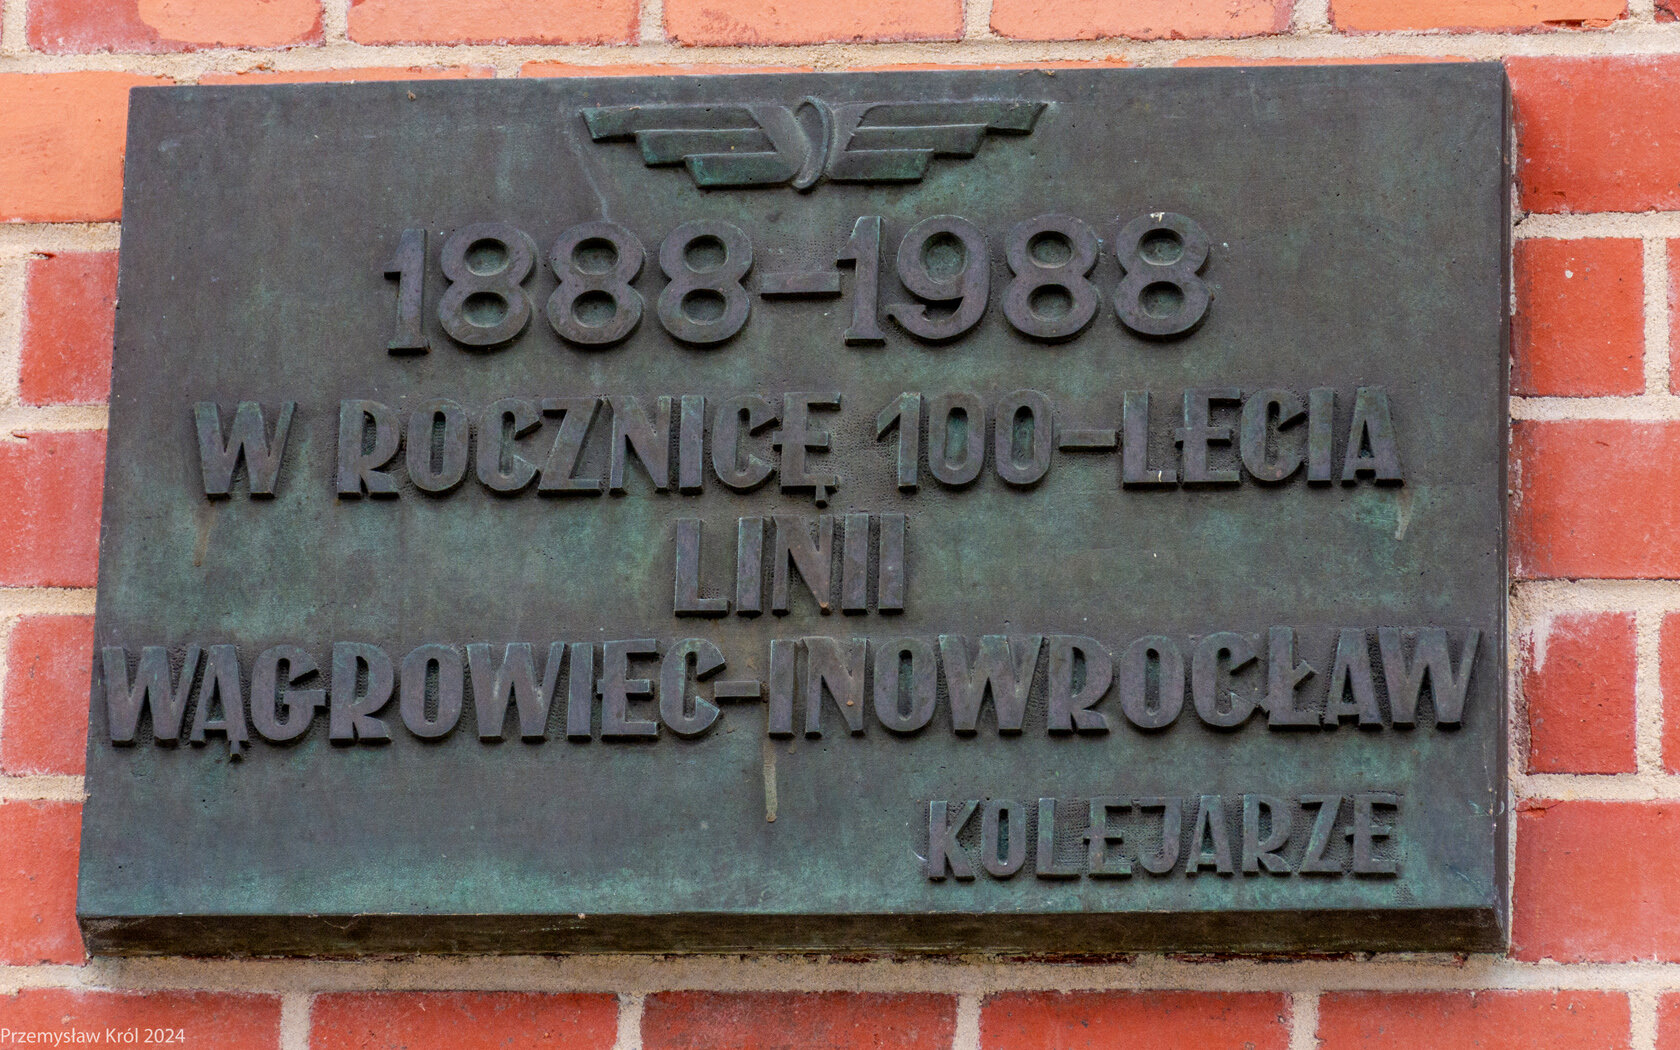 1888-1988
W ROCZNICĘ 100-LECIA
LINII
WĄGROWIEC-INOWROCŁAW
KOLEJARZE
Przemysław Król 2024